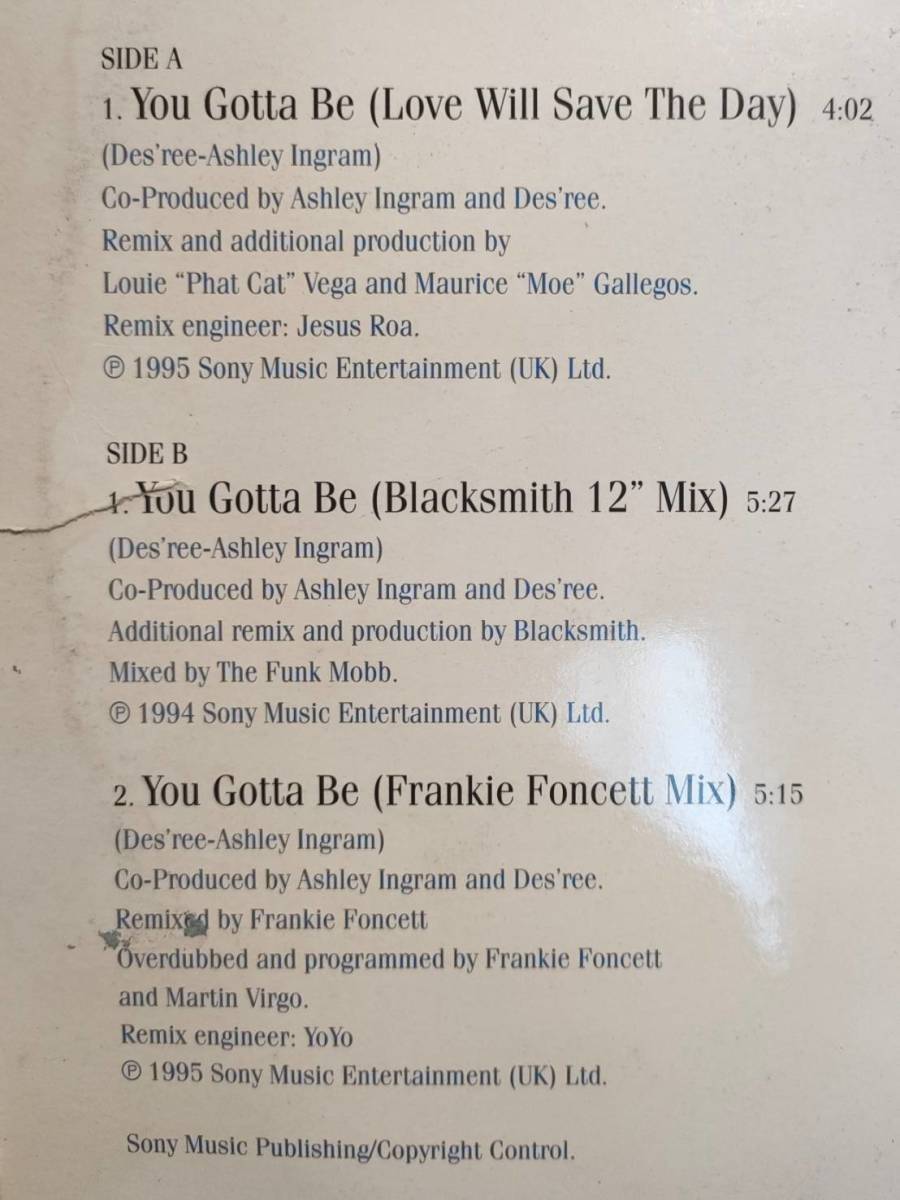 SIDE A
1. You Gotta Be (Love Will Save The Day) 4:02
(Des'ree-Ashley Ingram)
Co-Produced by Ashley Ingram and Des'ree.
Remix and additional production by
Louie “Phat Cat” Vega and Maurice “Moe” Gallegos.
Remix engineer: Jesus Roa.
℗ 1995 Sony Music Entertainment (UK) Ltd.
SIDE B
1. You Gotta Be (Blacksmith 12” Mix) 5:27
(Des'ree-Ashley Ingram)
Co-Produced by Ashley Ingram and Des'ree.
Additional remix and production by Blacksmith.
Mixed by The Funk Mobb.
℗ 1994 Sony Music Entertainment (UK) Ltd.
2. You Gotta Be (Frankie Foncett Mix) 5:15
(Des'ree-Ashley Ingram)
Co-Produced by Ashley Ingram and Des'ree.
Remixed by Frankie Foncett
Overdubbed and programmed by Frankie Foncett
and Martin Virgo.
Remix engineer: YoYo
℗ 1995 Sony Music Entertainment (UK) Ltd.
Sony Music Publishing/Copyright Control.